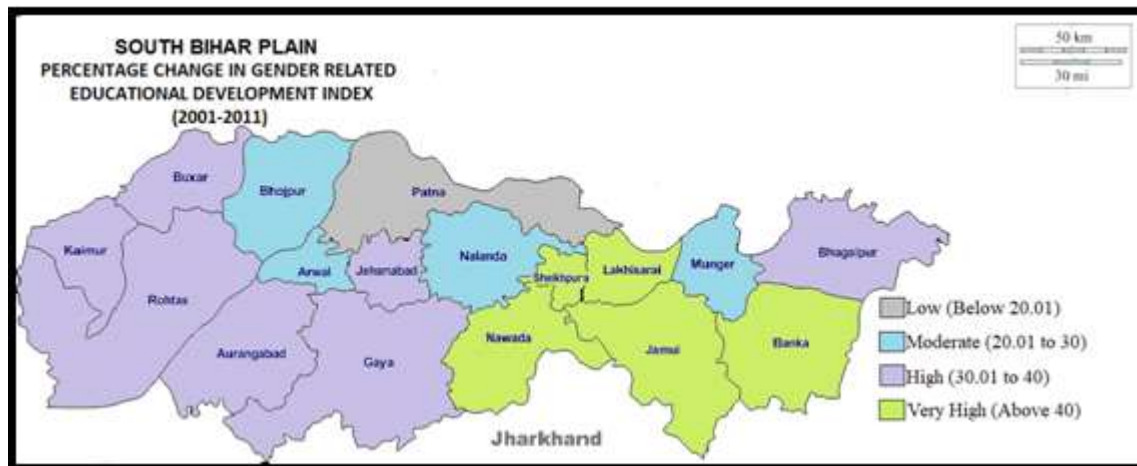 SOUTH BIHAR PLAIN
PERCENTAGE CHANGE IN GENDER RELATED
EDUCATIONAL DEVELOPMENT INDEX
(2001-2011)
50 km
30 mi
Buxar
Bhojpur
Patna
Kaimur
Rohtas
Arwal
Jehanabad
Nalanda
Sheikhpura
Lakhisarai
Munger
Bhagalpur
Aurangabad
Gaya
Nawada
Jamui
Banka
Jharkhand
Low (Below 20.01)
Moderate (20.01 to 30)
High (30.01 to 40)
Very High (Above 40)